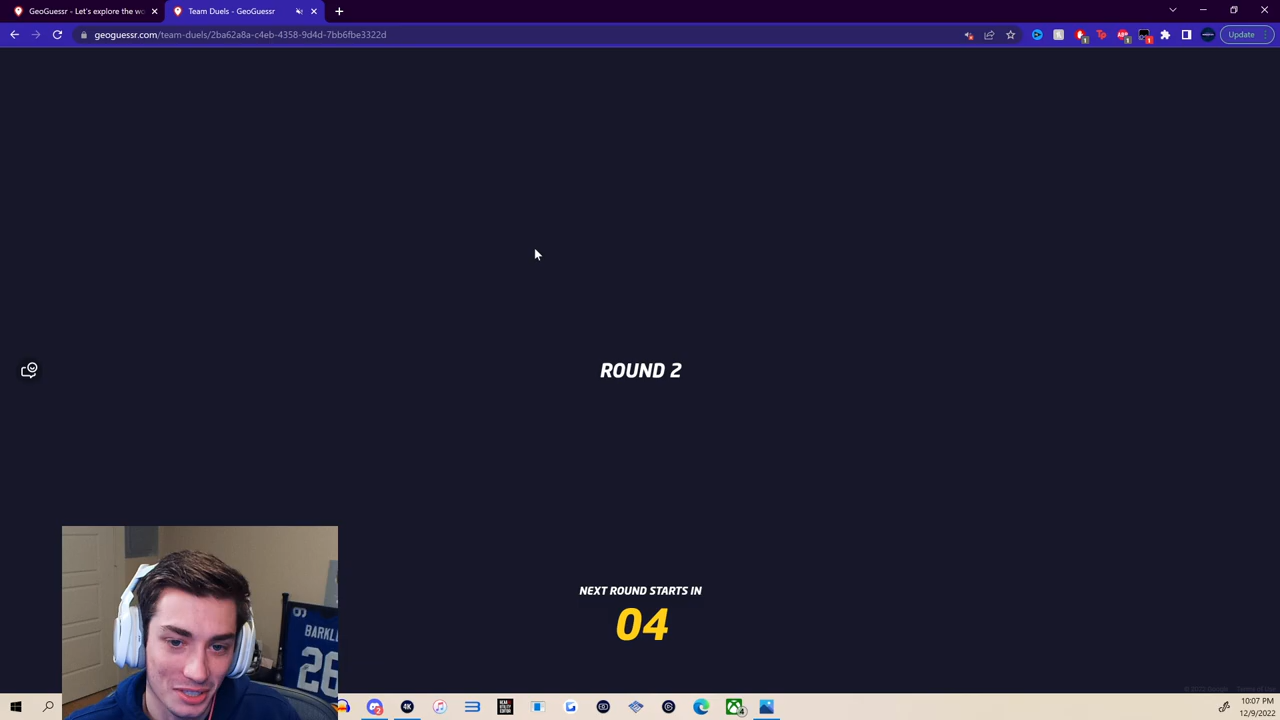 GeoGuessr - Let's explore the wo
Team Duels - GeoGuessr
geoguessr.com/team-duels/2ba62a8a-c4eb-4358-9d4d-7bb6fbe3322d
Update
ROUND 2
NEXT ROUND STARTS IN
04
BARKL
26
4K
10:07 PM
12/9/2022